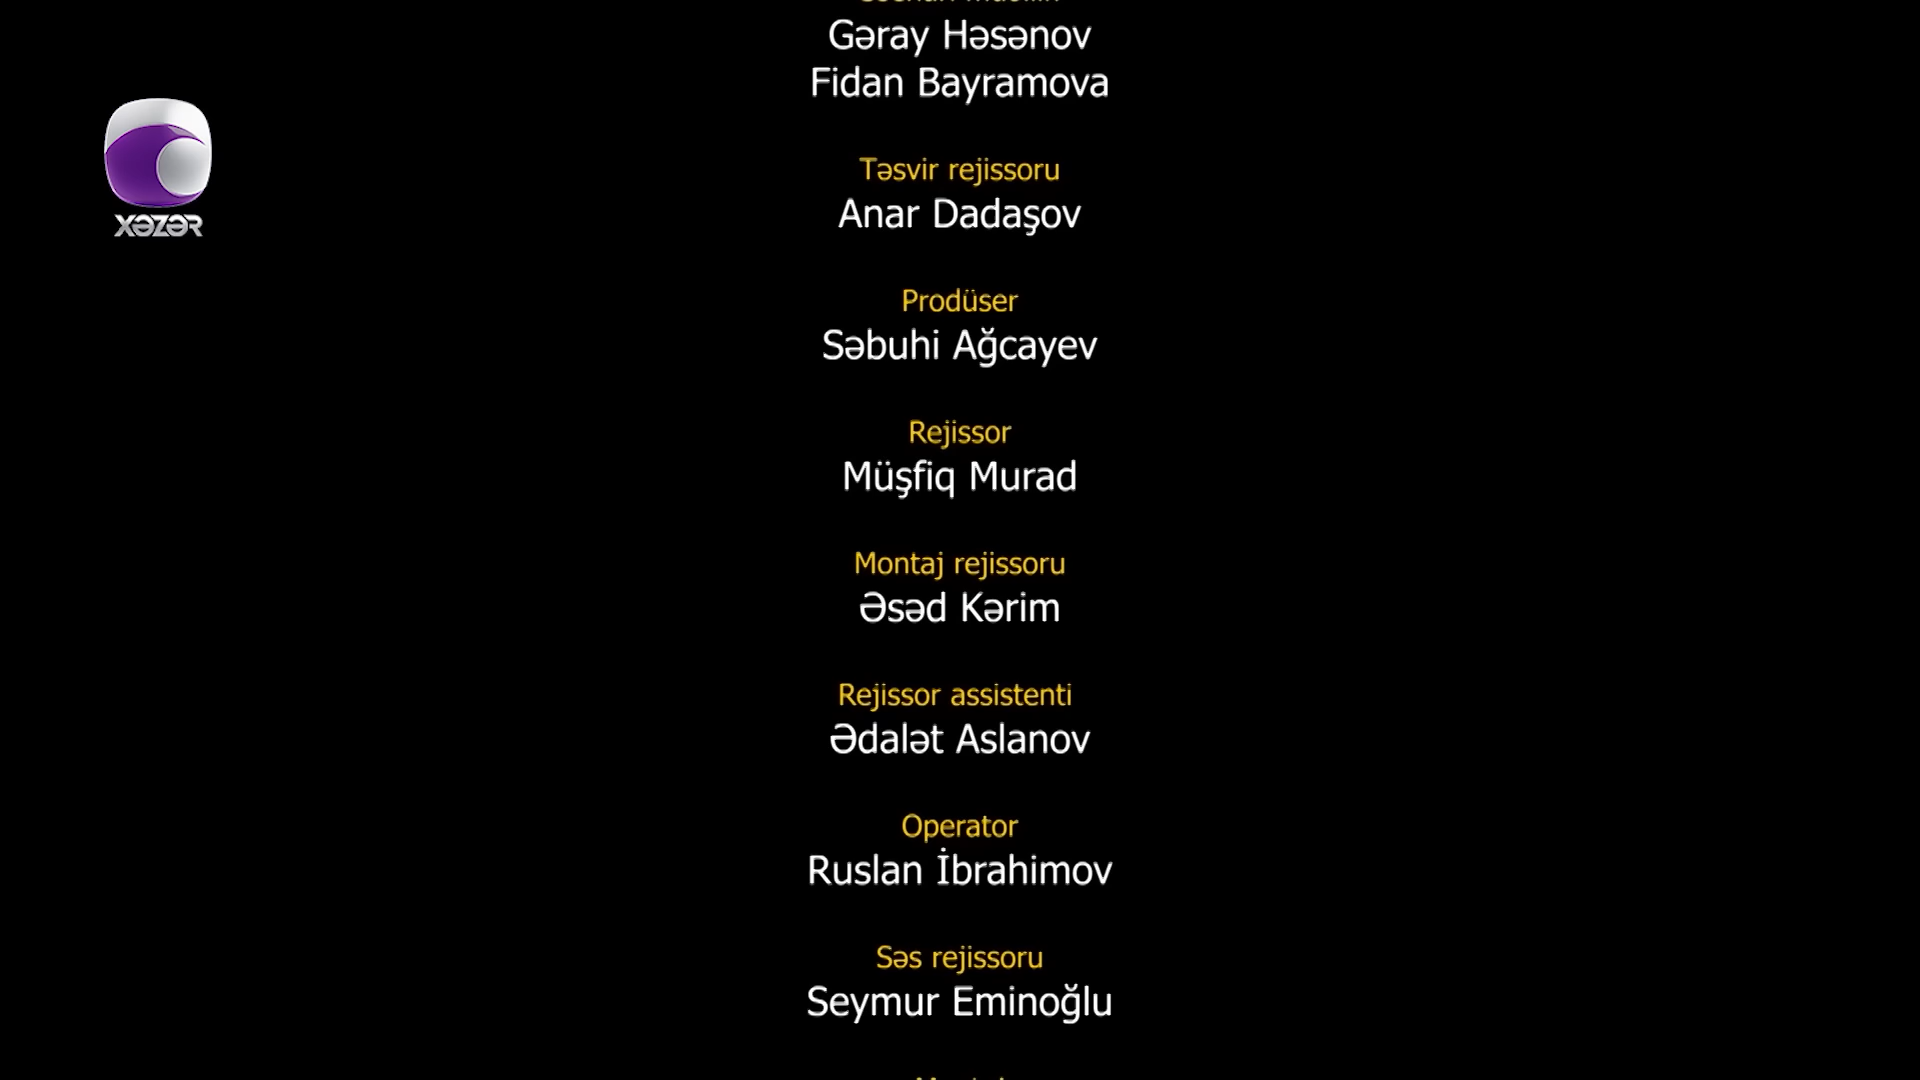 Gəray Həsənov
Fidan Bayramova
Təsvir rejissoru
Anar Dadaşov
XƏZƏR
Prodüser
Səbuhi Ağcayev
Rejissor
Müşfiq Murad
Montaj rejissoru
Əsəd Kərim
Rejissor assistenti
Ədalət Aslanov
Operator
Ruslan İbrahimov
Səs rejissoru
Seymur Eminoğlu